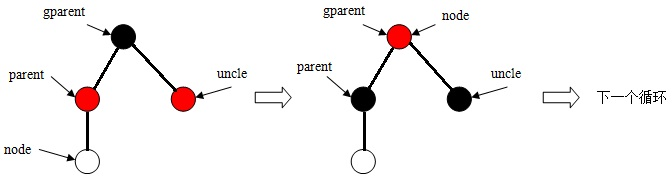 gparent
parent
uncle
node
gparent
node
parent
uncle
下一个循环